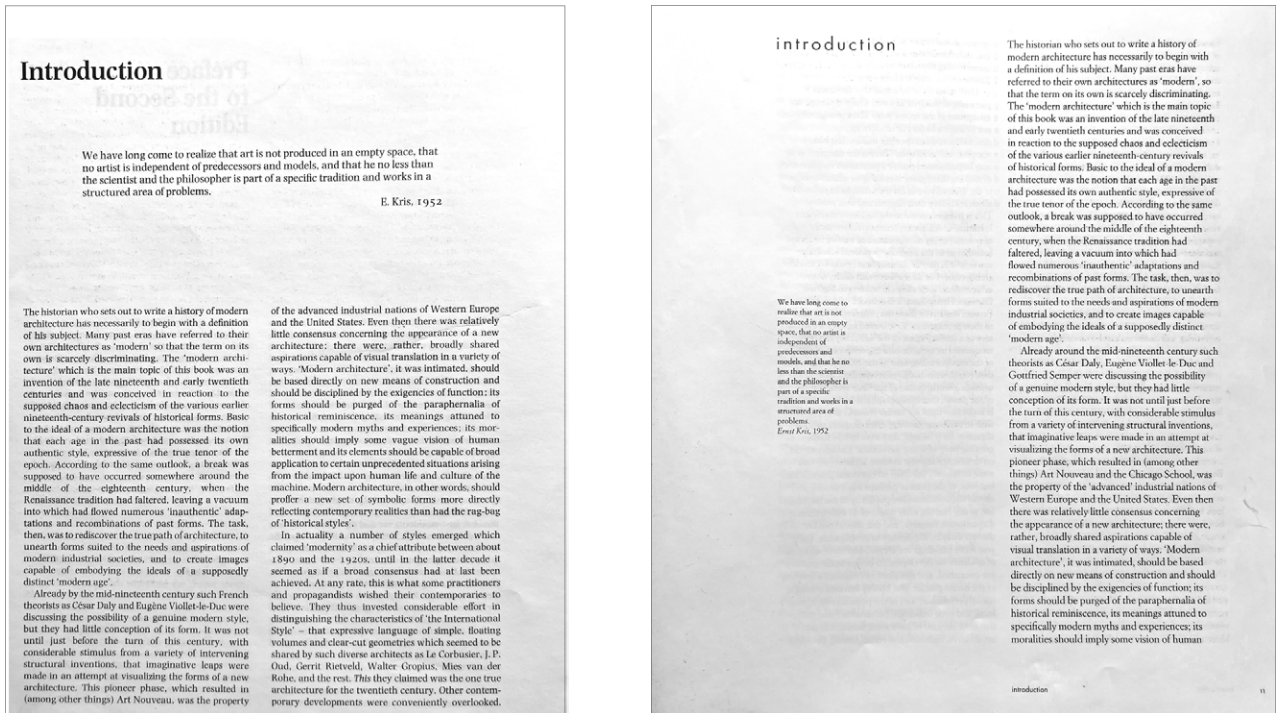 Introduction
We have long come to realize that art is not produced in an empty space, that
no artist is independent of predecessors and models, and that he no less than
the scientist and the philosopher is part of a specific tradition and works in a
structured area of problems.
E. Kris, 1952
The historian who sets out to write a history of modern
architecture has necessarily to begin with a definition
of his subject. Many past eras have referred to their
own architectures as 'modern' so that the term on its
own is scarcely discriminating. The 'modern archi-
tecture' which is the main topic of this book was an
invention of the late nineteenth and early twentieth
centuries and was conceived in reaction to the
supposed chaos and eclecticism of the various earlier
nineteenth-century revivals of historical forms. Basic
to the ideal of a modern architecture was the notion
that each age in the past had possessed its own
authentic style, expressive of the true tenor of the
epoch. According to the same outlook, a break was
supposed to have occurred somewhere around the
middle of the eighteenth century, when the
Renaissance tradition had faltered, leaving a vacuum
into which had flowed numerous 'inauthentic' adap-
tations and recombinations of past forms. The task,
then, was to rediscover the true path of architecture, to
unearth forms suited to the needs and aspirations of
modern industrial societies, and to create images
capable of embodying the ideals of a supposedly
distinct 'modern age'.
Already by the mid-nineteenth century such French
theorists as César Daly and Eugène Viollet-le-Duc were
discussing the possibility of a genuine modern style,
but they had little conception of its form. It was not
until just before the turn of this century, with
considerable stimulus from a variety of intervening
structural inventions, that imaginative leaps were
made in an attempt at visualizing the forms of a new
architecture. This pioneer phase, which resulted in
(among other things) Art Nouveau, was the property
of the advanced industrial nations of Western Europe
and the United States. Even then there was relatively
little consensus concerning the appearance of a new
architecture; there were, rather, broadly shared
aspirations capable of visual translation in a variety of
ways. 'Modern architecture', it was intimated, should
be based directly on new means of construction and
should be disciplined by the exigencies of function; its
forms should be purged of the paraphernalia of
historical reminiscence, its meanings attuned to
specifically modern myths and experiences; its mor-
alities should imply some vague vision of human
betterment and its elements should be capable of broad
application to certain unprecedented situations arising
from the impact upon human life and culture of the
machine. Modern architecture, in other words, should
proffer a new set of symbolic forms more directly
reflecting contemporary realities than had the rag-bag
of 'historical styles'.
In actuality a number of styles emerged which
claimed 'modernity' as a chief attribute between about
1890 and the 1920s, until in the latter decade it
seemed as if a broad consensus had at last been
achieved. At any rate, this is what some practitioners
and propagandists wished their contemporaries to
believe. They thus invested considerable effort in
distinguishing the characteristics of 'the International
Style' – that expressive language of simple, floating
volumes and clear-cut geometries which seemed to be
shared by such diverse architects as Le Corbusier, J. P.
Oud, Gerrit Rietveld, Walter Gropius, Mies van der
Rohe, and the rest. This they claimed was the one true
architecture for the twentieth century. Other contem-
porary developments were conveniently overlooked.
introduction
We have long come to
realize that art is not
produced in an empty
space, that no artist is
independent of
predecessors and
models, and that he no
less than the scientist
and the philosopher is
part of a specific
tradition and works in a
structured area of
problems.
Ernst Kris, 1952
The historian who sets out to write a history of
modern architecture has necessarily to begin with
a definition of his subject. Many past eras have
referred to their own architectures as 'modern', so
that the term on its own is scarcely discriminating.
The 'modern architecture' which is the main topic
of this book was an invention of the late nineteenth
and early twentieth centuries and was conceived
in reaction to the supposed chaos and eclecticism
of the various earlier nineteenth-century revivals
of historical forms. Basic to the ideal of a modern
architecture was the notion that each age in the past
had possessed its own authentic style, expressive of
the true tenor of the epoch. According to the same
outlook, a break was supposed to have occurred
somewhere around the middle of the eighteenth
century, when the Renaissance tradition had
faltered, leaving a vacuum into which had
flowed numerous 'inauthentic' adaptations and
recombinations of past forms. The task, then, was to
rediscover the true path of architecture, to unearth
forms suited to the needs and aspirations of modern
industrial societies, and to create images capable
of embodying the ideals of a supposedly distinct
'modern age'.
Already around the mid-nineteenth century such
theorists as César Daly, Eugène Viollet-le-Duc and
Gottfried Semper were discussing the possibility
of a genuine modern style, but they had little
conception of its form. It was not until just before
the turn of this century, with considerable stimulus
from a variety of intervening structural inventions,
that imaginative leaps were made in an attempt at
visualizing the forms of a new architecture. This
pioneer phase, which resulted in (among other
things) Art Nouveau and the Chicago School, was
the property of the 'advanced' industrial nations of
Western Europe and the United States. Even then
there was relatively little consensus concerning
the appearance of a new architecture; there were,
rather, broadly shared aspirations capable of
visual translation in a variety of ways. 'Modern
architecture', it was intimated, should be based
directly on new means of construction and should
be disciplined by the exigencies of function; its
forms should be purged of the paraphernalia of
historical reminiscence, its meanings attuned to
specifically modern myths and experiences; its
moralities should imply some vision of human
introduction